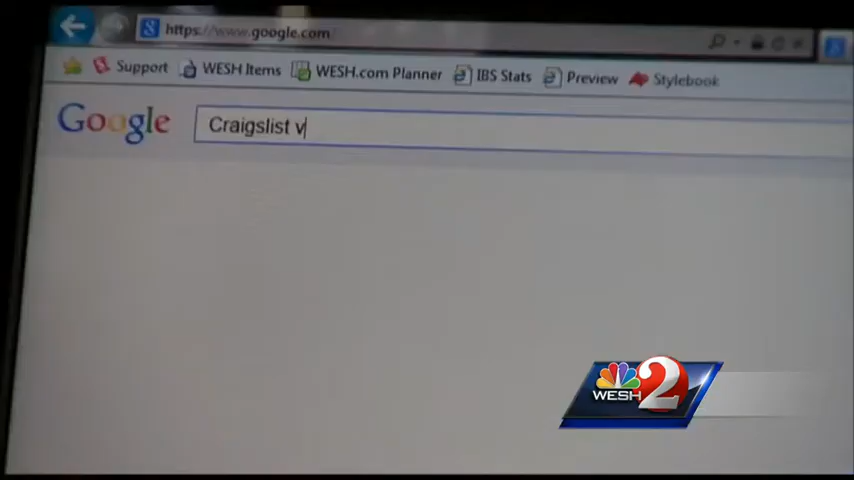 https://www.google.com/
Support WESH Items WESH.com Planner IBS Stats Preview Stylebook
Google Craigslist v
WESH 2